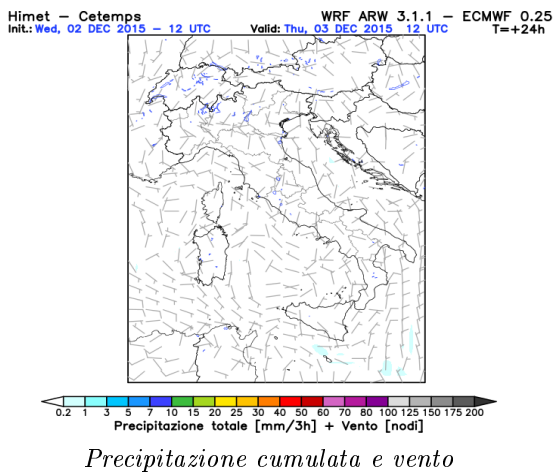 Himet – Cetemps WRF ARW 3.1.1 – ECMWF 0.25
Init.: Wed, 02 DEC 2015 – 12 UTC Valid: Thu, 03 DEC 2015 12 UTC T=+24h
0.2 1 3 5 7 10 15 20 25 30 40 50 60 70 80 100 125 150 175 200
Precipitazione totale [mm/3h] + Vento [nodi]
Precipitazione cumulata e vento